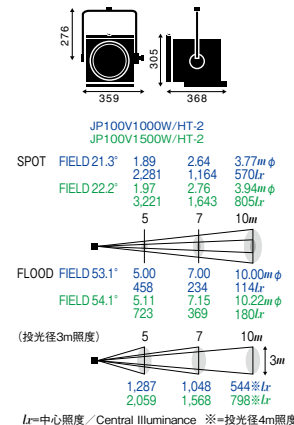 276
305
359 368
JP100V1000W/HT-2
JP100V1500W/HT-2
SPOT FIELD 21.3° 1.89 2.64 3.77mφ
2,281 1,164 570lx
FIELD 22.2° 1.97 2.76 3.94mφ
3,221 1,643 805lx
5 7 10m
FLOOD FIELD 53.1° 5.00 7.00 10.00mφ
458 234 114lx
FIELD 54.1° 5.11 7.15 10.22mφ
723 369 180lx
(投光径3m照度) 5 7 10m
3m
1,287 1,048 544※lx
2,059 1,568 798※lx
lx=中心照度/Central Illuminance ※=投光径4m照度